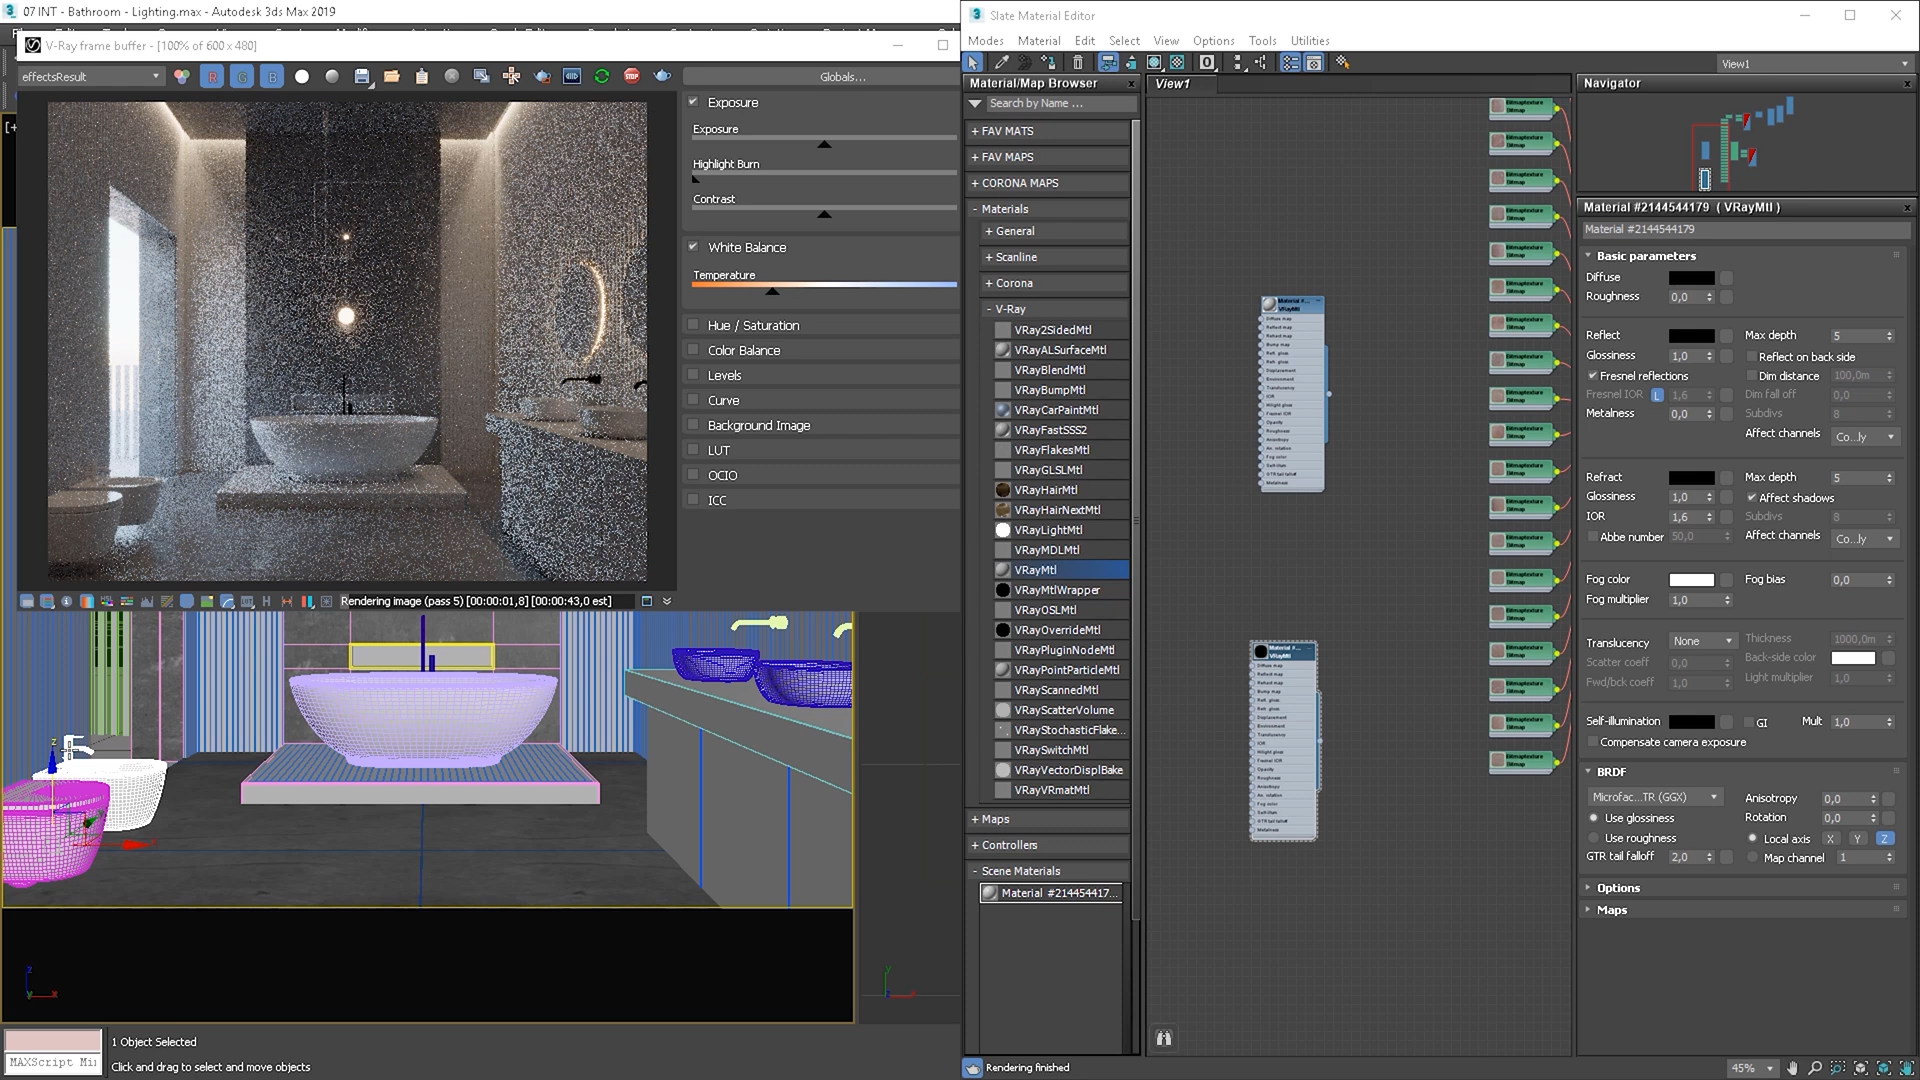 07 INT - Bathroom - Lighting.max - Autodesk 3ds Max 2019
V-Ray frame buffer - [100% of 600 x 480]
effectsResult
R
G
B
STOP
Globals...
Exposure
Exposure
Highlight Burn
Contrast
White Balance
Temperature
Hue / Saturation
Color Balance
Levels
Curve
Background Image
LUT
OCIO
ICC
Rendering image (pass 5) [00:00:01,8] [00:00:43,0 est]
1 Object Selected
MAXScript Mi
Click and drag to select and move objects
Slate Material Editor
Modes Material Edit Select View Options Tools Utilities
View1
Material/Map Browser
Search by Name ...
+ FAV MATS
+ FAV MAPS
+ CORONA MAPS
- Materials
+ General
+ Scanline
+ Corona
- V-Ray
VRay2SidedMtl
VRayALSurfaceMtl
VRayBlendMtl
VRayBumpMtl
VRayCarPaintMtl
VRayFastSSS2
VRayFlakesMtl
VRayGLSLMtl
VRayHairMtl
VRayHairNextMtl
VRayLightMtl
VRayMDLMtl
VRayMtl
VRayMtlWrapper
VRayOSLMtl
VRayOverrideMtl
VRayPluginNodeMtl
VRayPointParticleMtl
VRayScannedMtl
VRayScatterVolume
VRayStochasticFlake...
VRaySwitchMtl
VRayVectorDisplBake
VRayVRmatMtl
+ Maps
+ Controllers
- Scene Materials
Material #214454417...
Rendering finished
View1
Material #...
VRayMtl
Material #...
VRayMtl
Navigator
Material #2144544179 ( VRayMtl )
Material #2144544179
Basic parameters
Diffuse
Roughness 0,0
Reflect Max depth 5
Glossiness 1,0 Reflect on back side
Fresnel reflections Dim distance 100,0m
Fresnel IOR L 1,6 Dim fall off 0,0
Metalness 0,0 Subdivs 8
Affect channels Co...ly
Refract Max depth 5
Glossiness 1,0 Affect shadows
IOR 1,6 Subdivs 8
Abbe number 50,0 Affect channels Co...ly
Fog color Fog bias 0,0
Fog multiplier 1,0
Translucency None Thickness 1000,0m
Scatter coeff 0,0 Back-side color
Fwd/bck coeff 1,0 Light multiplier 1,0
Self-illumination GI Mult 1,0
Compensate camera exposure
BRDF
Microfac...TR (GGX) Anisotropy 0,0
Use glossiness Rotation 0,0
Use roughness Local axis X Y Z
GTR tail falloff 2,0 Map channel 1
Options
Maps
45%